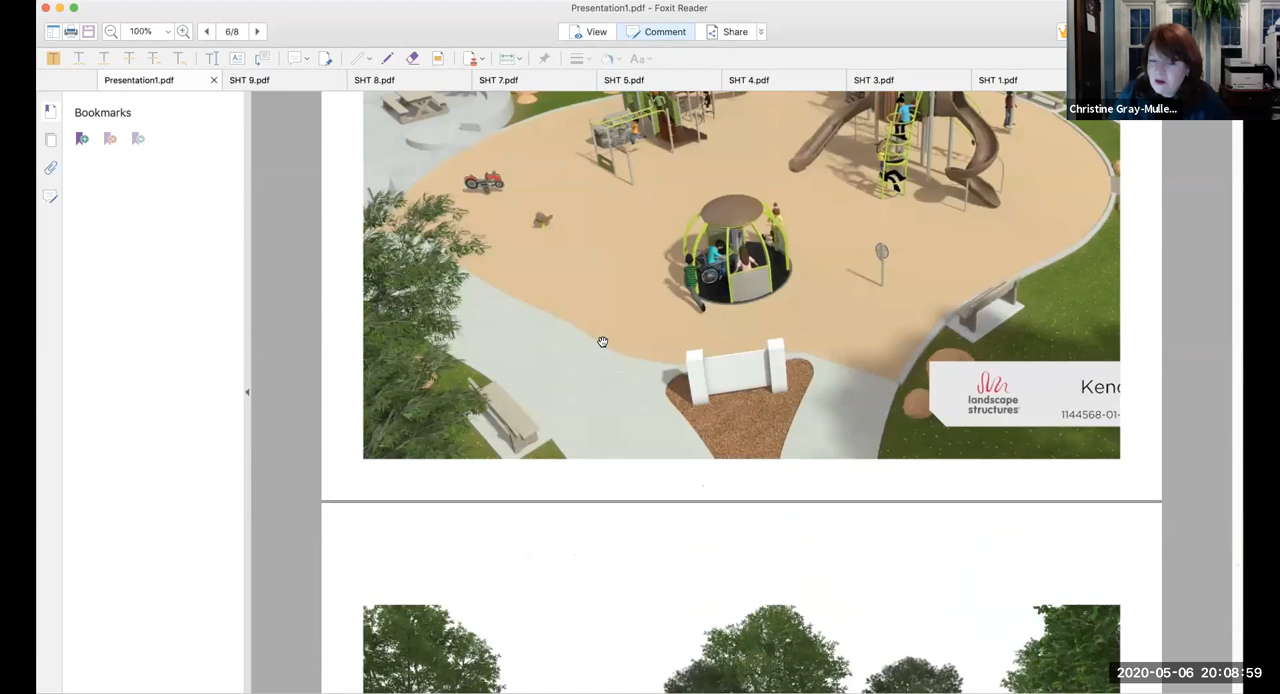 Presentation1.pdf - Foxit Reader
100%
6/8
View
Comment
Share
Presentation1.pdf
SHT 9.pdf
SHT 8.pdf
SHT 7.pdf
SHT 5.pdf
SHT 4.pdf
SHT 3.pdf
SHT 1.pdf
Christine Gray-Mulle...
Bookmarks
landscape
structures
Kend
1144568-01-
2020-05-06 20:08:59